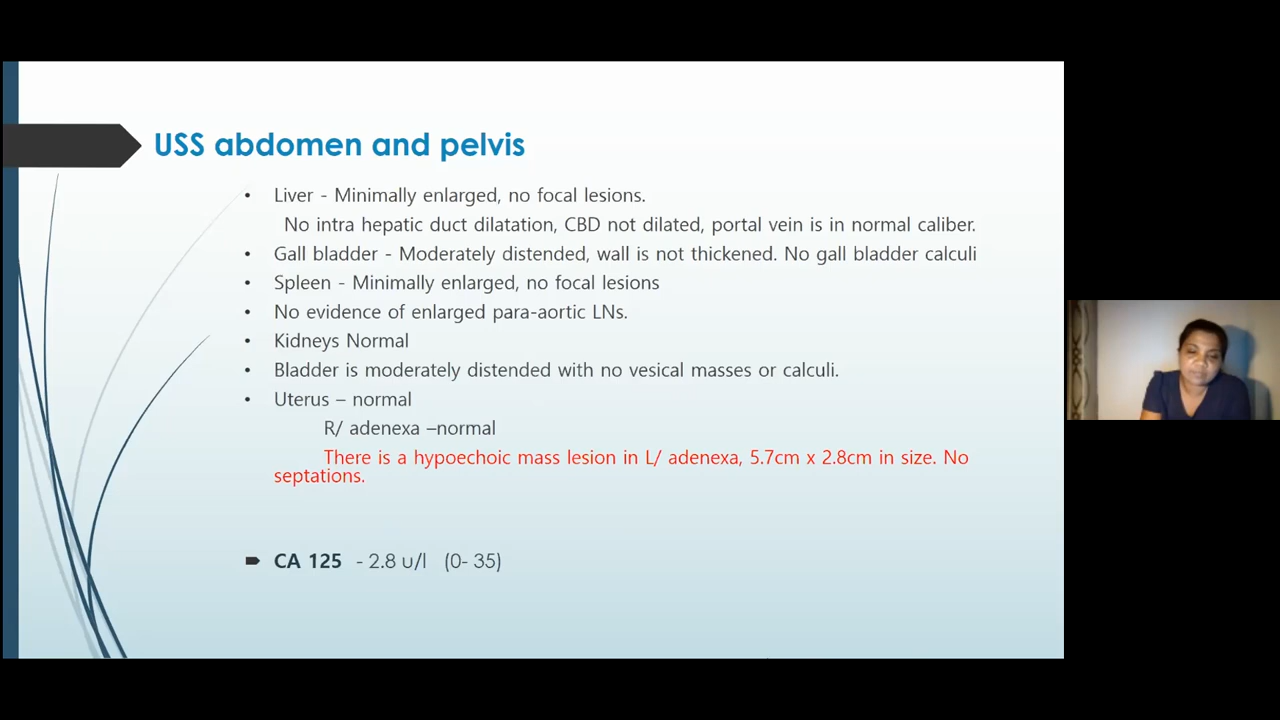 USS abdomen and pelvis
• Liver - Minimally enlarged, no focal lesions.
No intra hepatic duct dilatation, CBD not dilated, portal vein is in normal caliber.
• Gall bladder - Moderately distended, wall is not thickened. No gall bladder calculi
• Spleen - Minimally enlarged, no focal lesions
• No evidence of enlarged para-aortic LNs.
• Kidneys Normal
• Bladder is moderately distended with no vesical masses or calculi.
• Uterus – normal
R/ adenexa –normal
There is a hypoechoic mass lesion in L/ adenexa, 5.7cm x 2.8cm in size. No
septations.
CA 125 - 2.8 u/l (0- 35)